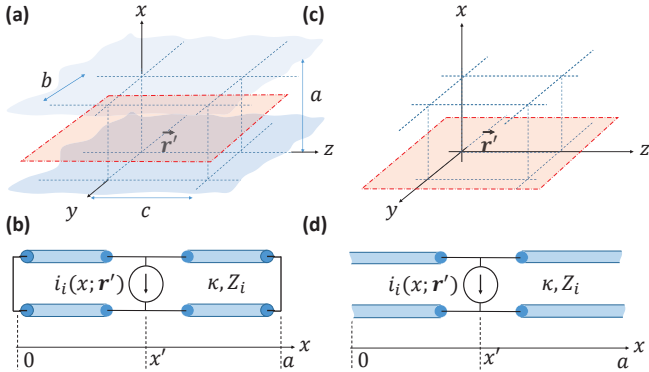 (a)
x
b
a
r⃗′
z
y
c
(b)
i_i(x; r′)
κ, Z_i
0
x′
a
x
(c)
x
r⃗′
z
y
(d)
i_i(x; r′)
κ, Z_i
0
x′
a
x